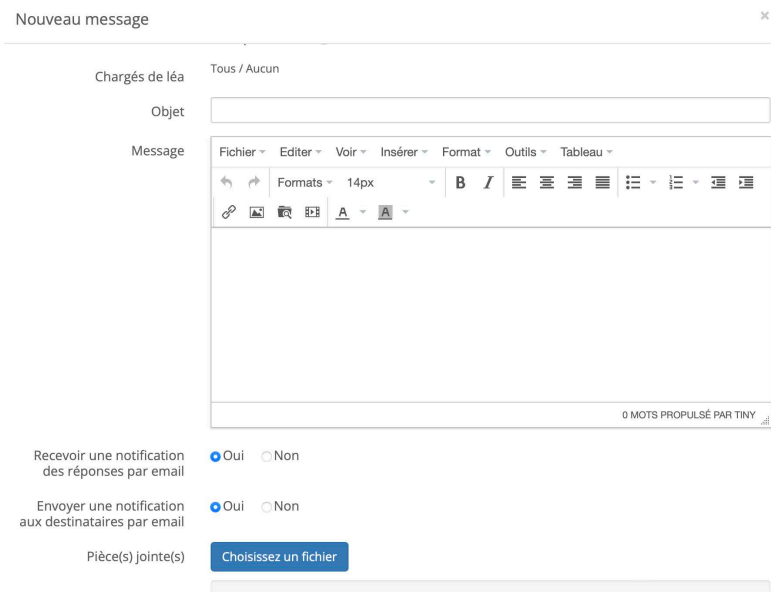 Nouveau message ×
Chargés de léa Tous / Aucun
Objet
Message Fichier Editer Voir Insérer Format Outils Tableau
Formats 14px B I
A A
0 MOTS PROPULSÉ PAR TINY
Recevoir une notification
des réponses par email
Oui Non
Envoyer une notification
aux destinataires par email
Oui Non
Pièce(s) jointe(s) Choisissez un fichier